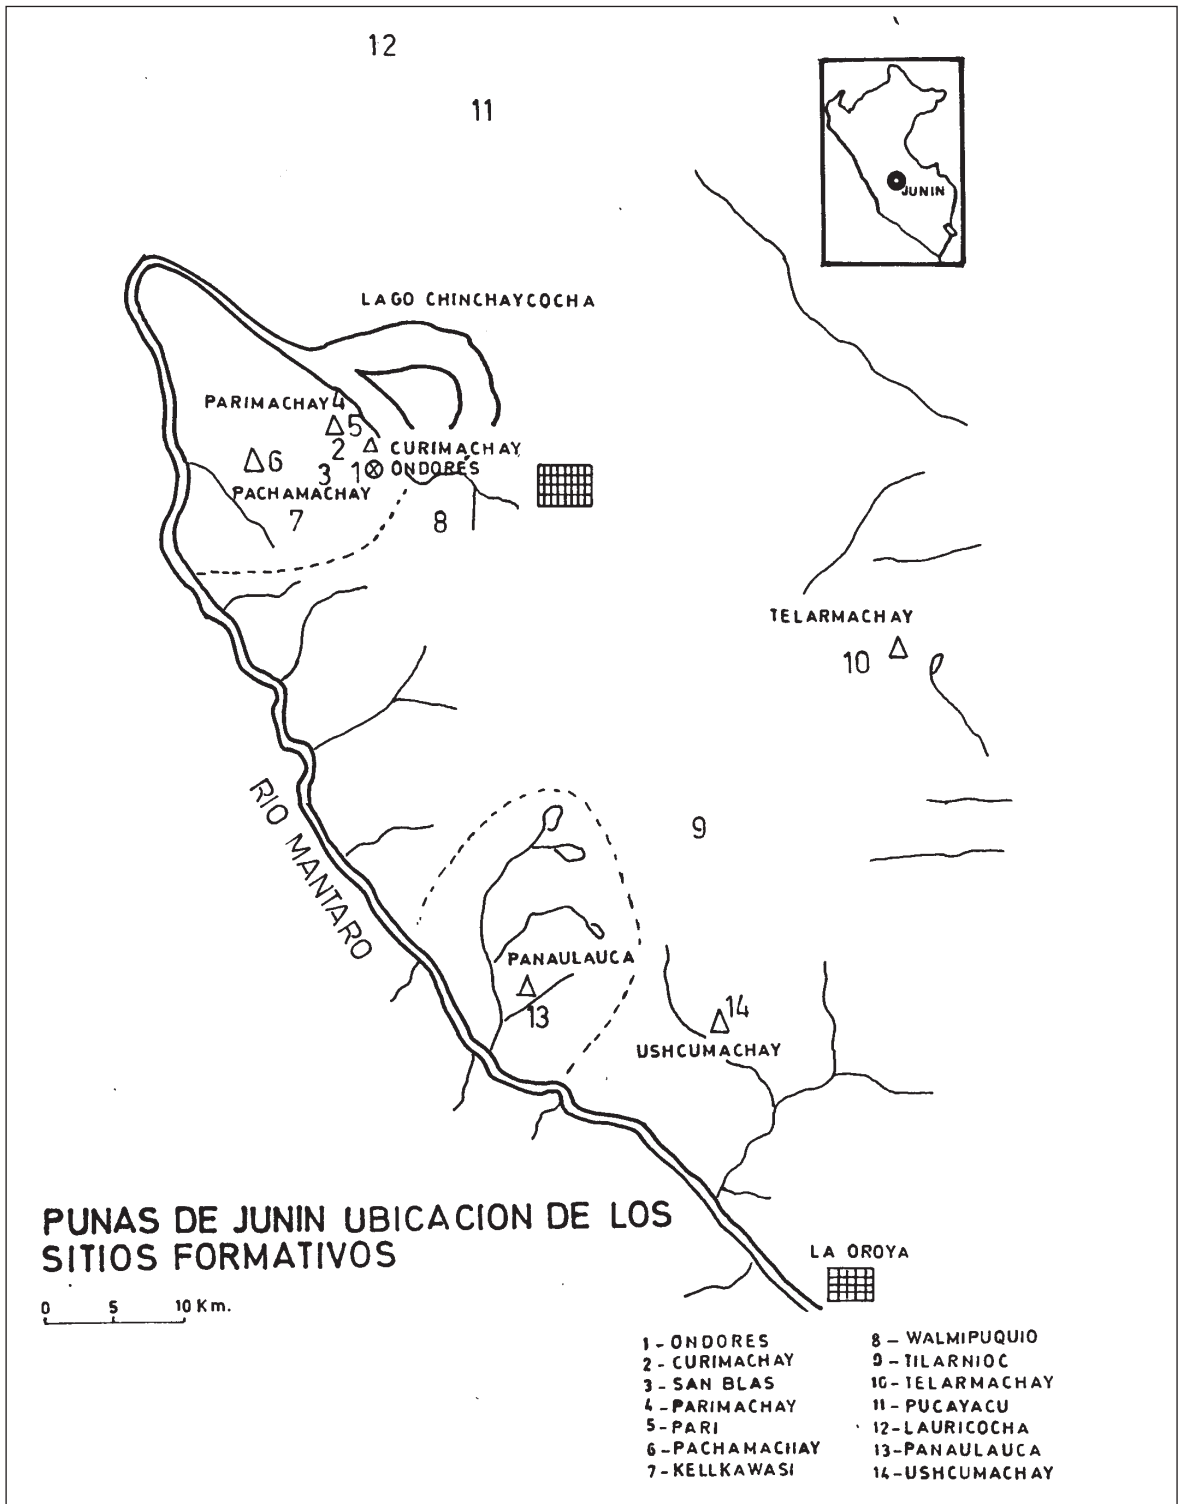 12
11
JUNIN
LAGO CHINCHAYCOCHA
PARIMACHAY 4
5
2
CURIMACHAY
6
3
1
ONDORÉS
PACHAMACHAY
7
8
TELARMACHAY
10
RIO MANTARO
9
PANAULAUCA
13
14
USHCUMACHAY
PUNAS DE JUNIN UBICACION DE LOS
SITIOS FORMATIVOS
0 5 10 Km.
LA OROYA
1 - ONDORES
2 - CURIMACHAY
3 - SAN BLAS
4 - PARIMACHAY
5 - PARI
6 - PACHAMACHAY
7 - KELLKAWASI
8 - WALMIPUQUIO
9 - TILARNIOC
10 - TELARMACHAY
11 - PUCAYACU
12 - LAURICOCHA
13 - PANAULAUCA
14 - USHCUMACHAY